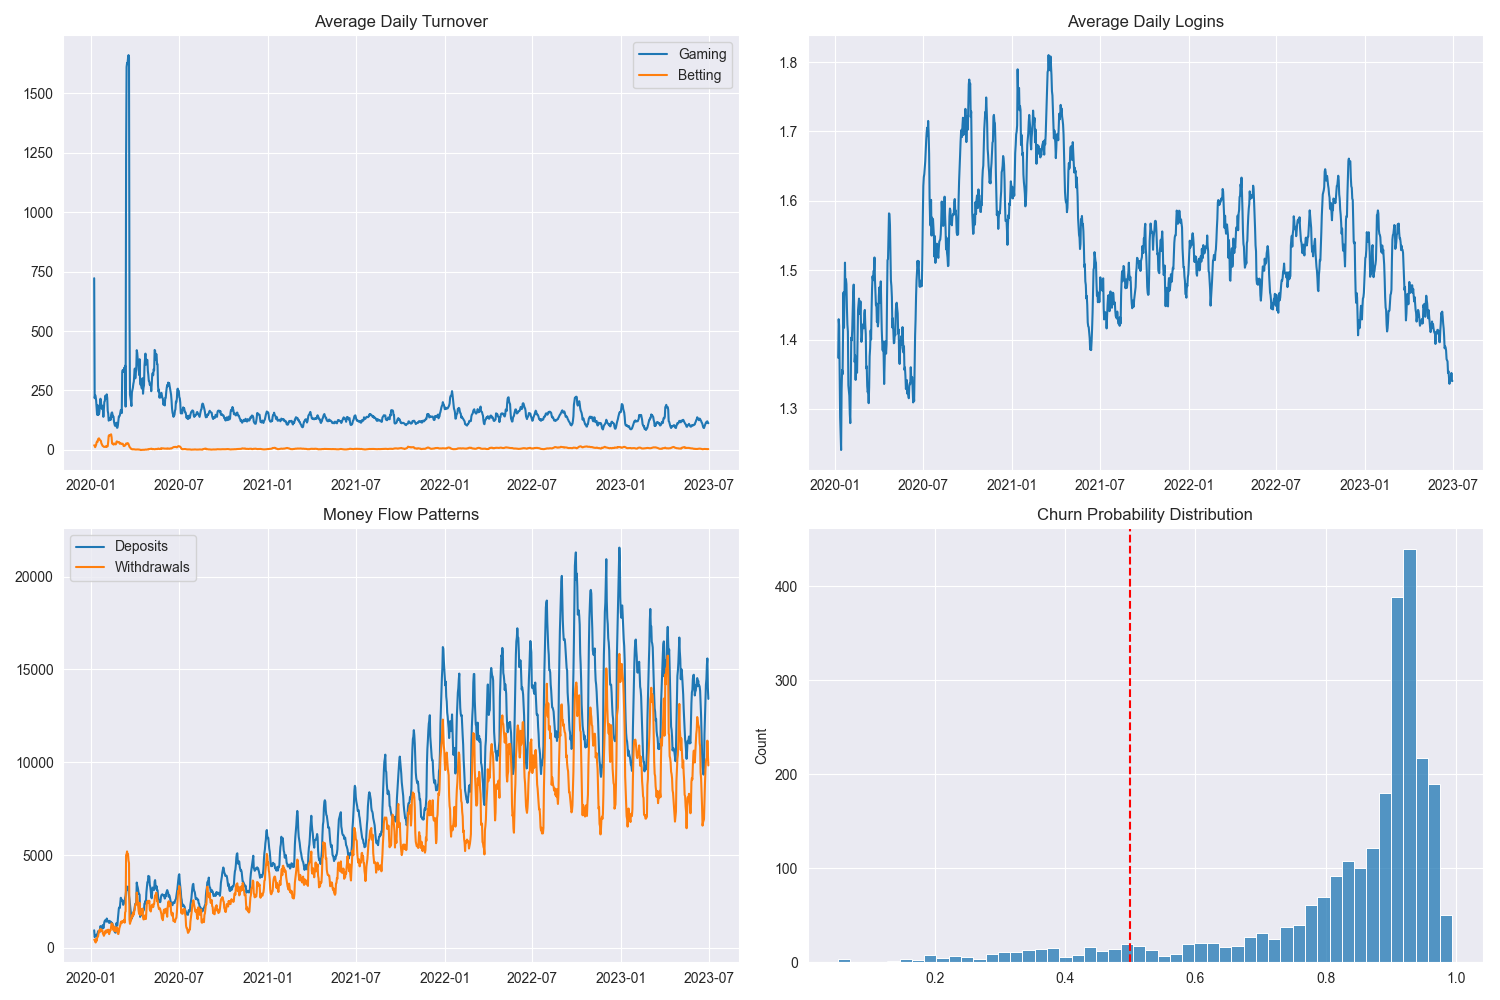 Average Daily Turnover
Gaming
Betting
1500
1250
1000
750
500
250
0
2020-01 2020-07 2021-01 2021-07 2022-01 2022-07 2023-01 2023-07
Average Daily Logins
1.8
1.7
1.6
1.5
1.4
1.3
2020-01 2020-07 2021-01 2021-07 2022-01 2022-07 2023-01 2023-07
Money Flow Patterns
Deposits
Withdrawals
20000
15000
10000
5000
0
2020-01 2020-07 2021-01 2021-07 2022-01 2022-07 2023-01 2023-07
Churn Probability Distribution
Count
400
300
200
100
0
0.2 0.4 0.6 0.8 1.0